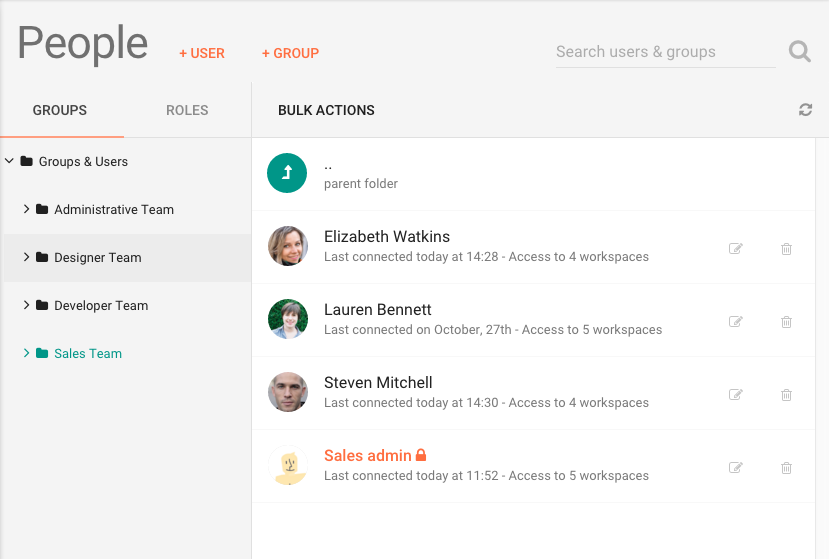 People
+ USER
+ GROUP
Search users & groups
GROUPS
ROLES
BULK ACTIONS
Groups & Users
Administrative Team
Designer Team
Developer Team
Sales Team
..
parent folder
Elizabeth Watkins
Last connected today at 14:28 - Access to 4 workspaces
Lauren Bennett
Last connected on October, 27th - Access to 5 workspaces
Steven Mitchell
Last connected today at 14:30 - Access to 4 workspaces
Sales admin
Last connected today at 11:52 - Access to 5 workspaces